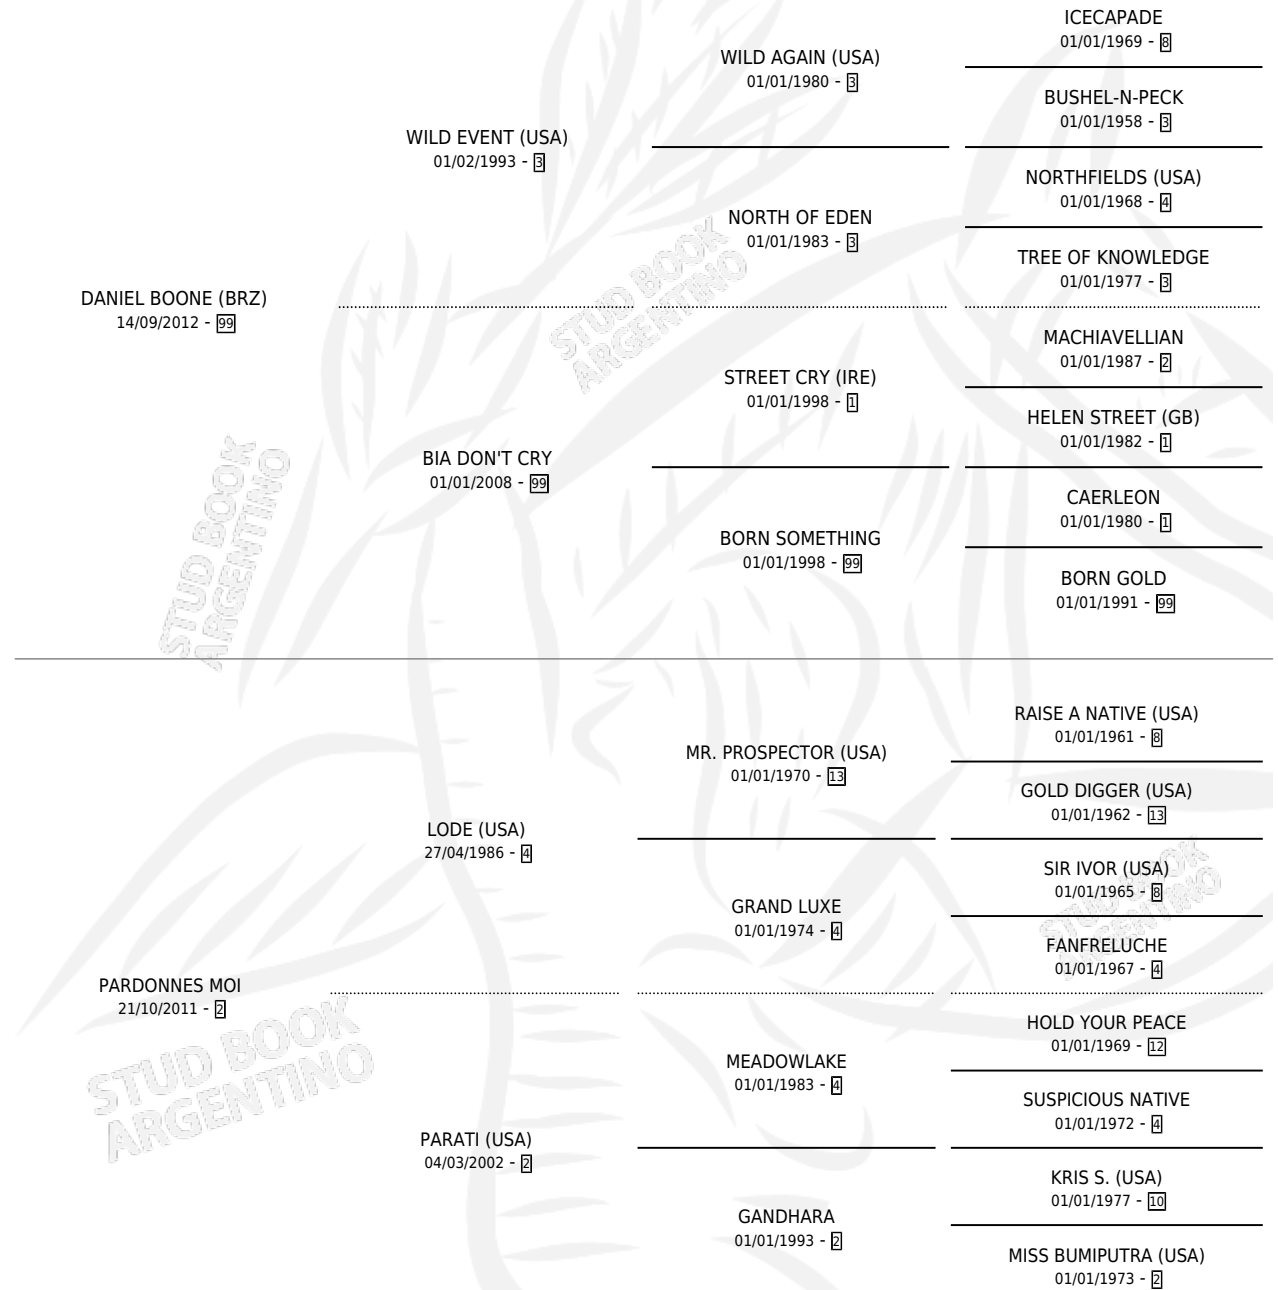 ICECAPADE
01/01/1969 - 8
WILD AGAIN (USA)
01/01/1980 - 3
BUSHEL-N-PECK
01/01/1958 - 3
WILD EVENT (USA)
01/02/1993 - 3
NORTHFIELDS (USA)
01/01/1968 - 4
NORTH OF EDEN
01/01/1983 - 3
TREE OF KNOWLEDGE
01/01/1977 - 3
DANIEL BOONE (BRZ)
14/09/2012 - 99
STUD BOOK
ARGENTINO
MACHIAVELLIAN
01/01/1987 - 2
STREET CRY (IRE)
01/01/1998 - 1
HELEN STREET (GB)
01/01/1982 - 1
BIA DON'T CRY
01/01/2008 - 99
CAERLEON
01/01/1980 - 1
BORN SOMETHING
01/01/1998 - 99
BORN GOLD
01/01/1991 - 99
STUD BOOK
ARGENTINO
RAISE A NATIVE (USA)
01/01/1961 - 8
MR. PROSPECTOR (USA)
01/01/1970 - 13
GOLD DIGGER (USA)
01/01/1962 - 13
LODE (USA)
27/04/1986 - 4
SIR IVOR (USA)
01/01/1965 - 8
GRAND LUXE
01/01/1974 - 4
STUD BOOK
ARGENTINO
FANFRELUCHE
01/01/1967 - 4
PARDONNES MOI
21/10/2011 - 2
HOLD YOUR PEACE
01/01/1969 - 12
MEADOWLAKE
01/01/1983 - 4
STUD BOOK
ARGENTINO
SUSPICIOUS NATIVE
01/01/1972 - 4
PARATI (USA)
04/03/2002 - 2
KRIS S. (USA)
01/01/1977 - 10
GANDHARA
01/01/1993 - 2
MISS BUMIPUTRA (USA)
01/01/1973 - 2